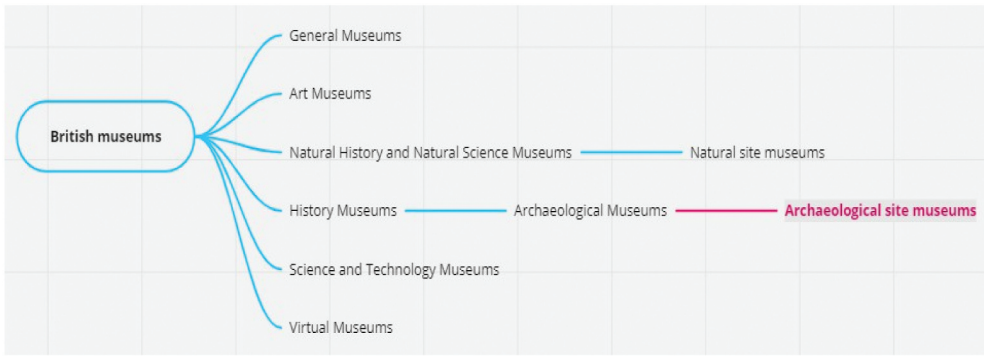 British museums
General Museums
Art Museums
Natural History and Natural Science Museums
Natural site museums
History Museums
Archaeological Museums
Archaeological site museums
Science and Technology Museums
Virtual Museums